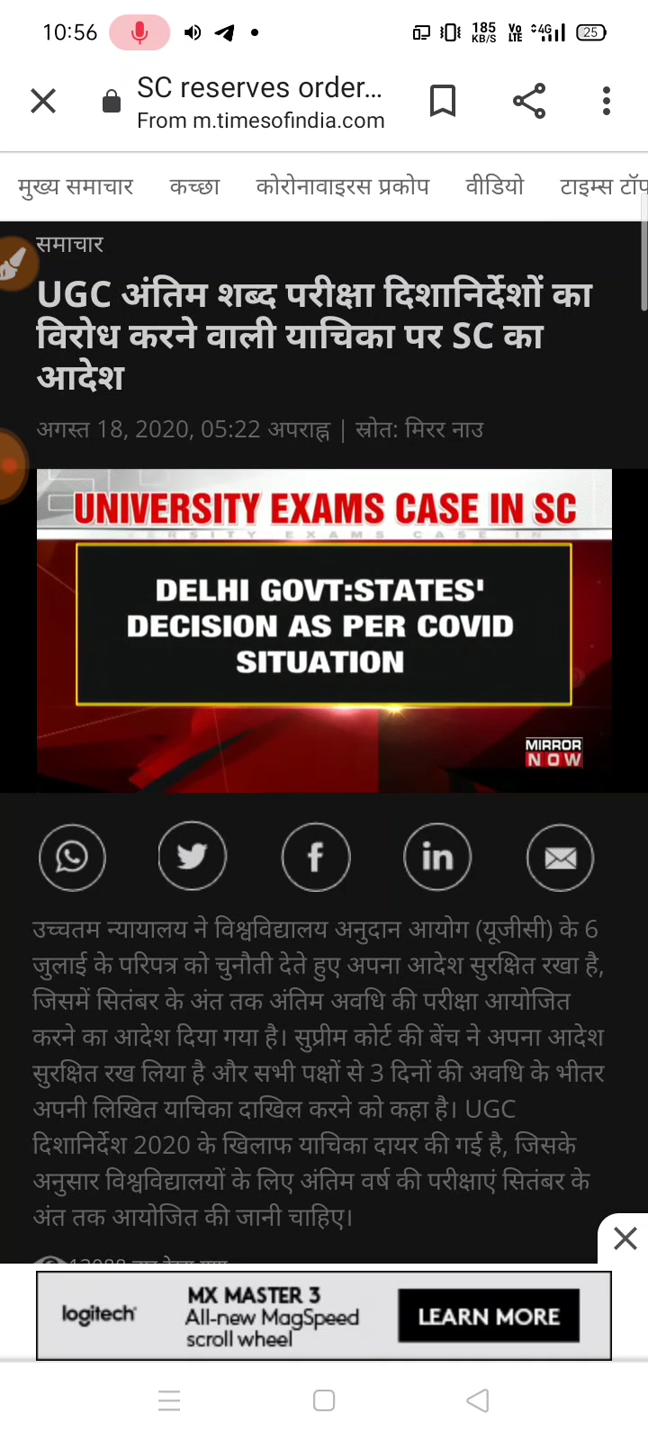 10:56
185
KB/S
VO
LTE
4G
25
SC reserves order...
From m.timesofindia.com
मुख्य समाचार कच्छा कोरोनावाइरस प्रकोप वीडियो टाइम्स टॉप
समाचार
UGC अंतिम शब्द परीक्षा दिशानिर्देशों का
विरोध करने वाली याचिका पर SC का
आदेश
अगस्त 18, 2020, 05:22 अपराह्न | स्रोत: मिरर नाउ
UNIVERSITY EXAMS CASE IN SC
DELHI GOVT:STATES'
DECISION AS PER COVID
SITUATION
MIRROR
NOW
उच्चतम न्यायालय ने विश्वविद्यालय अनुदान आयोग (यूजीसी) के 6
जुलाई के परिपत्र को चुनौती देते हुए अपना आदेश सुरक्षित रखा है,
जिसमें सितंबर के अंत तक अंतिम अवधि की परीक्षा आयोजित
करने का आदेश दिया गया है। सुप्रीम कोर्ट की बेंच ने अपना आदेश
सुरक्षित रख लिया है और सभी पक्षों से 3 दिनों की अवधि के भीतर
अपनी लिखित याचिका दाखिल करने को कहा है। UGC
दिशानिर्देश 2020 के खिलाफ याचिका दायर की गई है, जिसके
अनुसार विश्वविद्यालयों के लिए अंतिम वर्ष की परीक्षाएं सितंबर के
अंत तक आयोजित की जानी चाहिए।
logitech
MX MASTER 3
All-new MagSpeed
scroll wheel
LEARN MORE